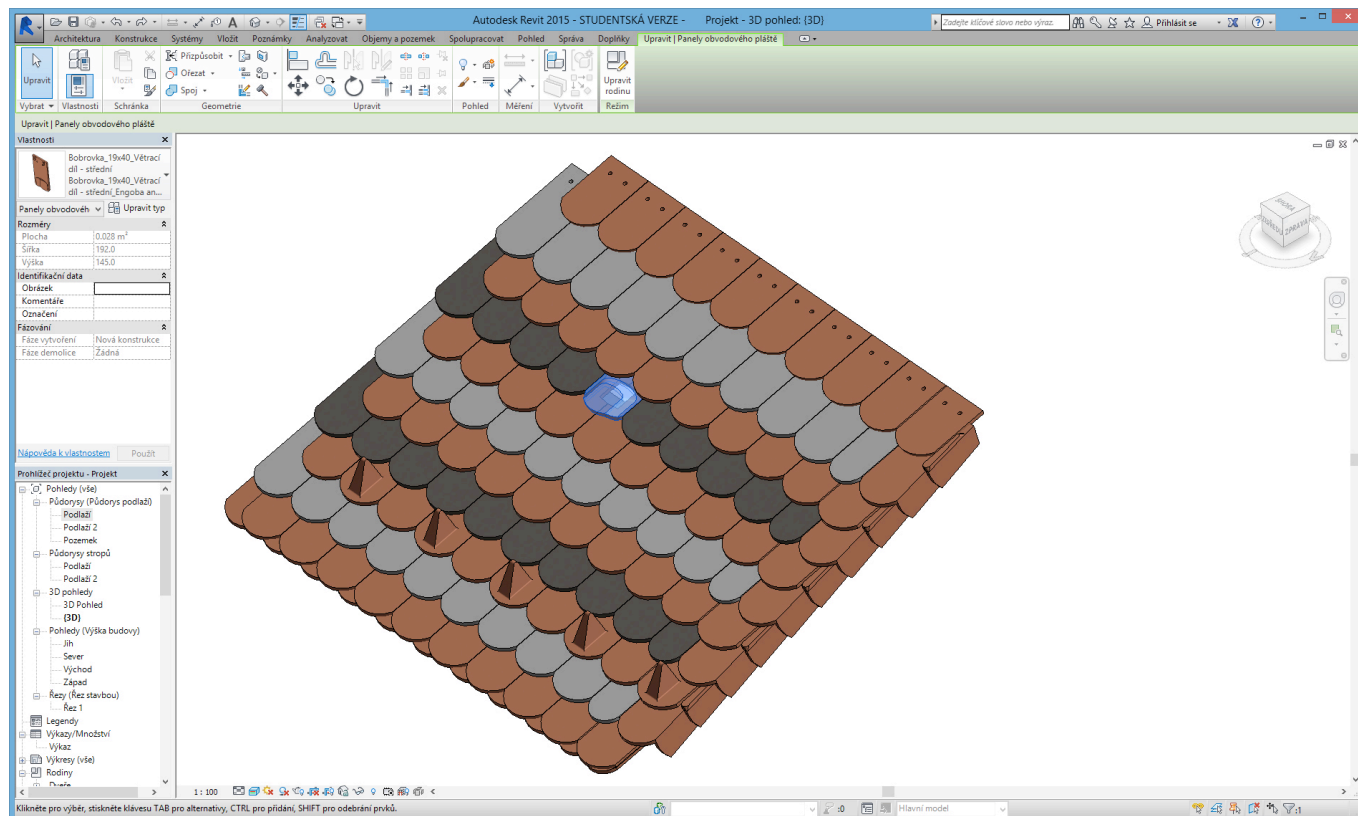 Autodesk Revit 2015 - STUDENTSKÁ VERZE - Projekt - 3D pohled: {3D}
Zadejte klíčové slovo nebo výraz.
Přihlásit se
Architektura Konstrukce Systémy Vložit Poznámky Analyzovat Objemy a pozemek Spolupracovat Pohled Správa Doplňky Upravit | Panely obvodového pláště
Upravit
Vložit
Přizpůsobit
Ořezat
Spoj
Upravit
rodinu
Vybrat Vlastnosti Schránka Geometrie Upravit Pohled Měření Vytvořit Režim
Upravit | Panely obvodového pláště
Vlastnosti
Bobrovka_19x40_Větrací
díl - střední
Bobrovka_19x40_Větrací
díl - střední_Engoba an...
Panely obvodovéh
Upravit typ
Rozměry
Plocha 0.028 m²
Šířka 192.0
Výška 145.0
Identifikační data
Obrázek
Komentáře
Označení
Fázování
Fáze vytvoření Nová konstrukce
Fáze demolice Žádná
Nápověda k vlastnostem Použít
Prohlížeč projektu - Projekt
Pohledy (vše)
Půdorysy (Půdorys podlaží)
Podlaží
Podlaží 2
Pozemek
Půdorysy stropů
Podlaží
Podlaží 2
3D pohledy
3D Pohled
{3D}
Pohledy (Výška budovy)
Jih
Sever
Východ
Západ
Řezy (Řez stavbou)
Řez 1
Legendy
Výkazy/Množství
Výkaz
Výkresy (vše)
Rodiny
Dveře
ZPRAVA
1 : 100
Klikněte pro výběr, stiskněte klávesu TAB pro alternativy, CTRL pro přidání, SHIFT pro odebrání prvků.
:0
Hlavní model
:1